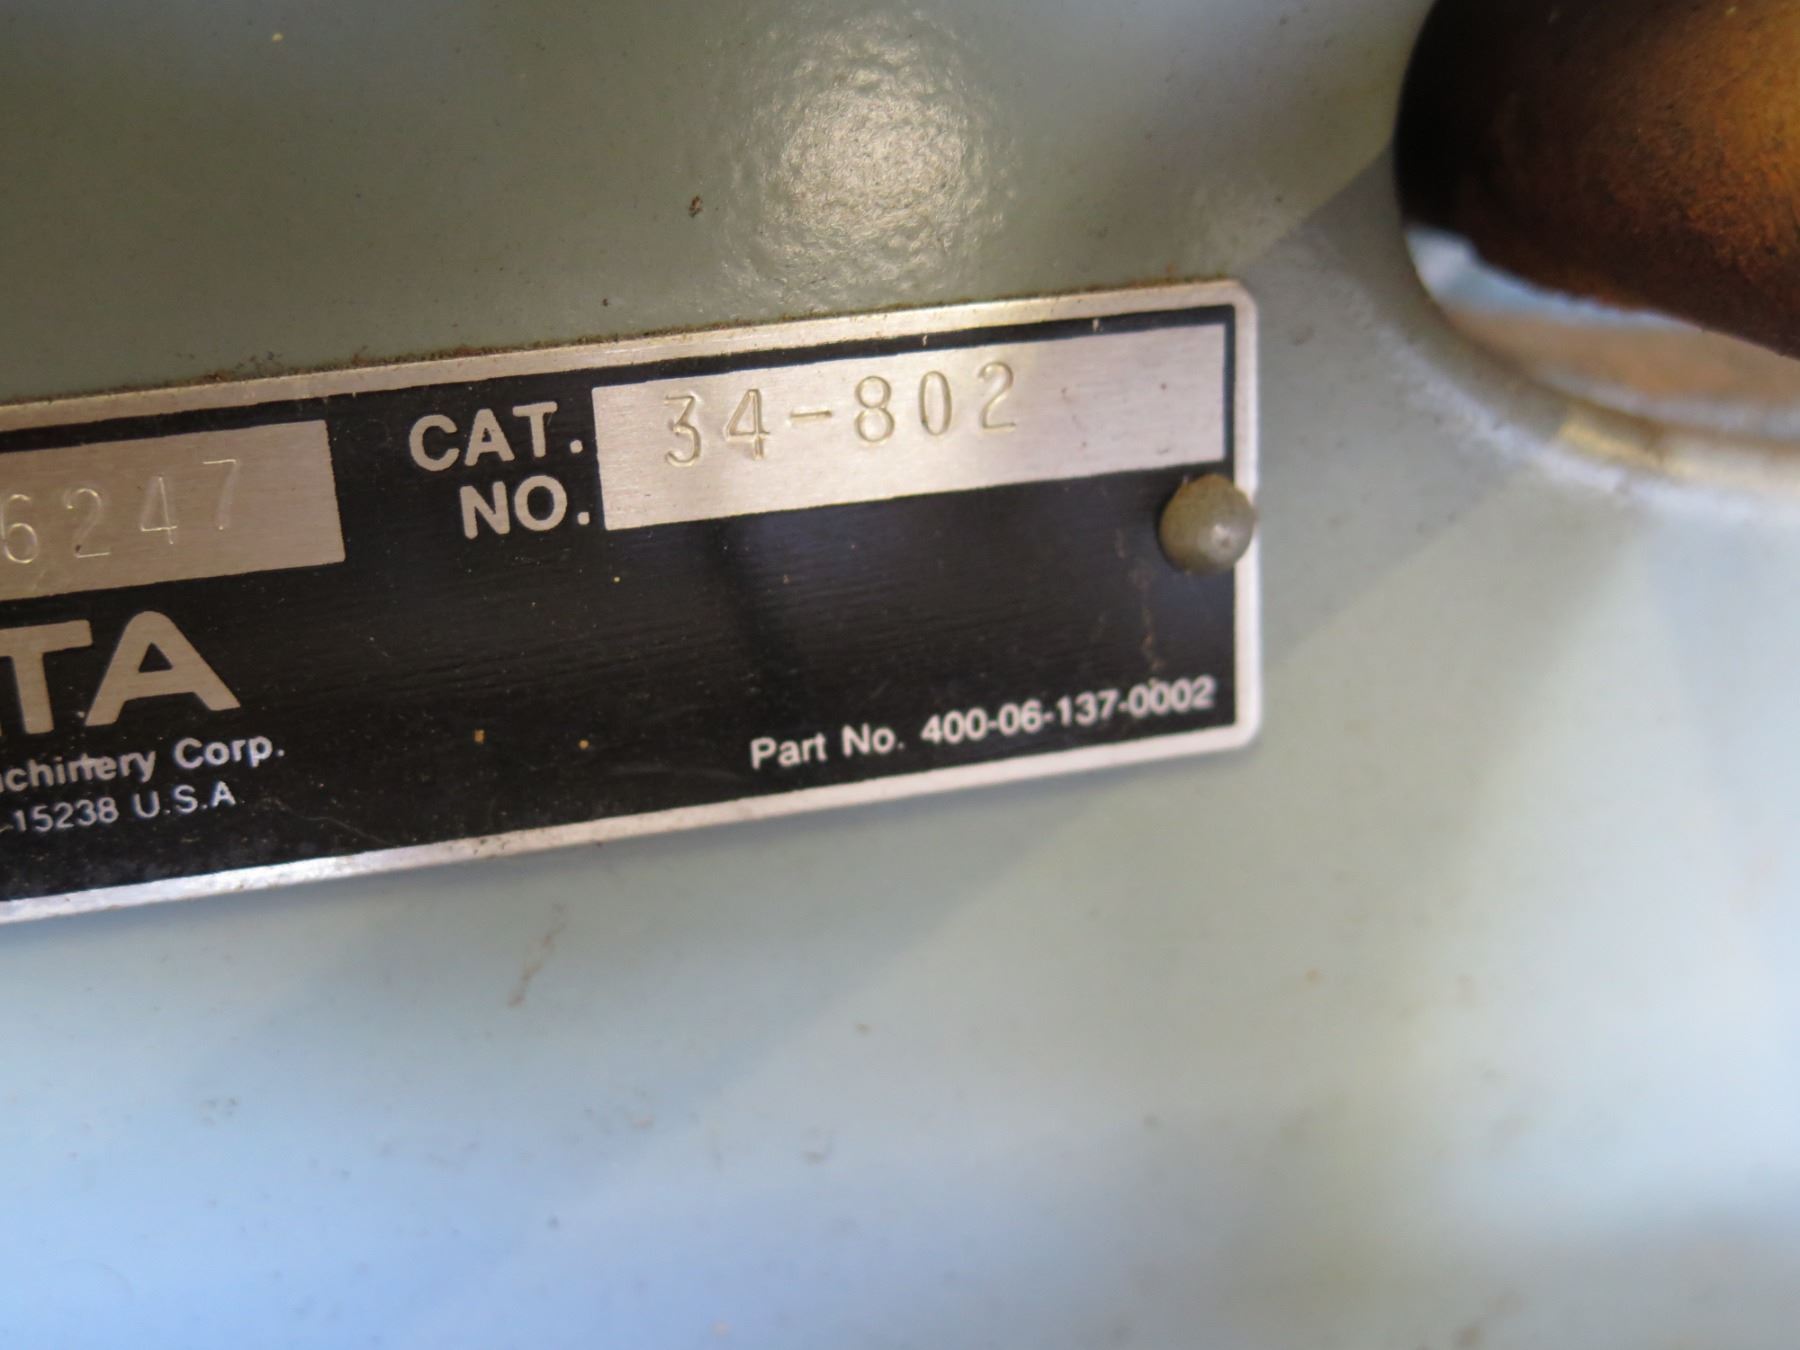 6247
CAT. NO. 34-802
TA
chinery Corp.
15238 U.S.A
Part No. 400-06-137-0002